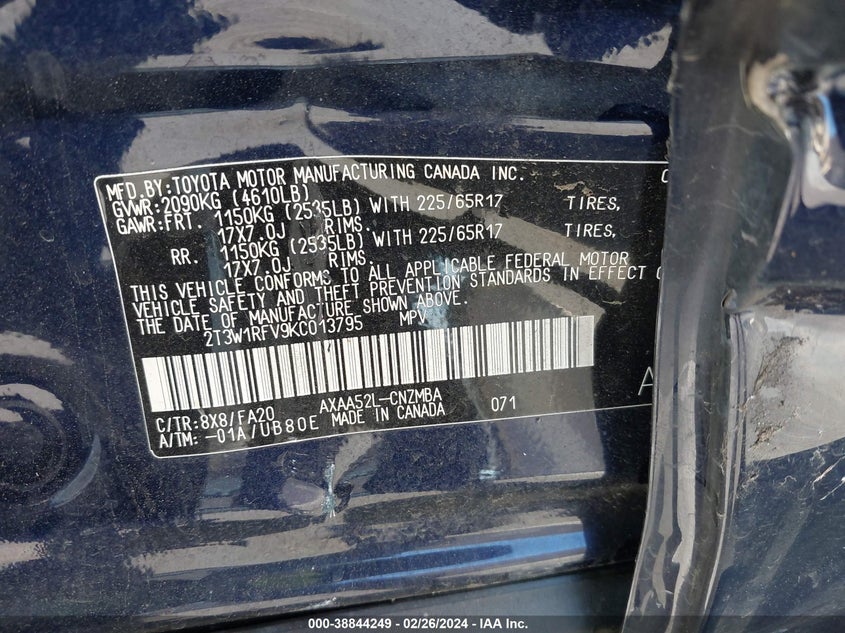 MFD.BY:TOYOTA MOTOR MANUFACTURING CANADA INC.
GVWR:2090KG (4610LB)
GAWR:FRT. 1150KG (2535LB) WITH 225/65R17 TIRES,
17X7.0J RIMS.
RR. 1150KG (2535LB) WITH 225/65R17 TIRES,
17X7.0J RIMS.
THIS VEHICLE CONFORMS TO ALL APPLICABLE FEDERAL MOTOR
VEHICLE SAFETY AND THEFT PREVENTION STANDARDS IN EFFECT
THE DATE OF MANUFACTURE SHOWN ABOVE.
2T3W1RFV9KC013795 MPV
C/TR:8X8/FA20 AXAA52L-CNZMBA 071
A/TM: -01A/UB80E MADE IN CANADA
A
000-38844249 - 02/26/2024 - IAA Inc.